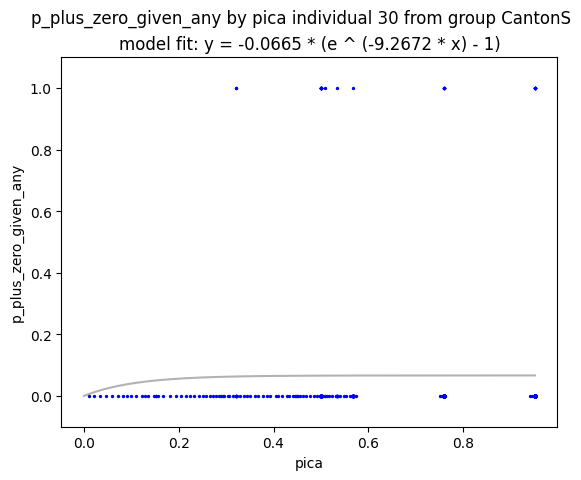 p_plus_zero_given_any by pica individual 30 from group CantonS
model fit: y = -0.0665 * (e ^ (-9.2672 * x) - 1)
1.0
0.8
0.6
0.4
0.2
0.0
p_plus_zero_given_any
0.0 0.2 0.4 0.6 0.8
pica